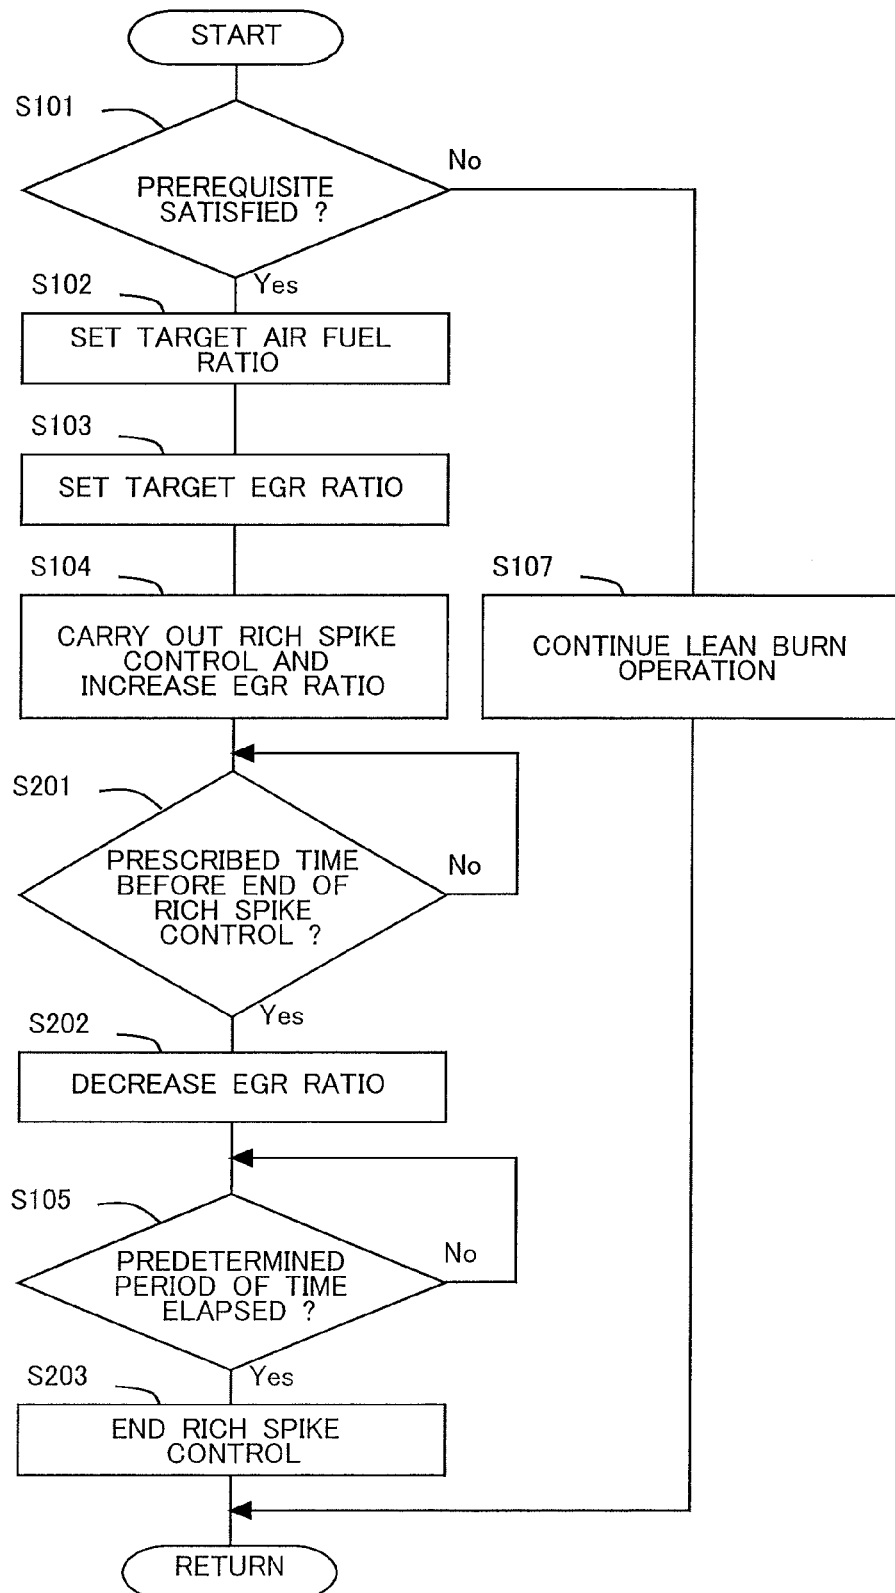 START
S101
No
PREREQUISITE
SATISFIED ?
Yes
S102
SET TARGET AIR FUEL
RATIO
S103
SET TARGET EGR RATIO
S104
CARRY OUT RICH SPIKE
CONTROL AND
INCREASE EGR RATIO
S107
CONTINUE LEAN BURN
OPERATION
S201
PRESCRIBED TIME
BEFORE END OF
RICH SPIKE
CONTROL ?
No
Yes
S202
DECREASE EGR RATIO
S105
PREDETERMINED
PERIOD OF TIME
ELAPSED ?
No
Yes
S203
END RICH SPIKE
CONTROL
RETURN